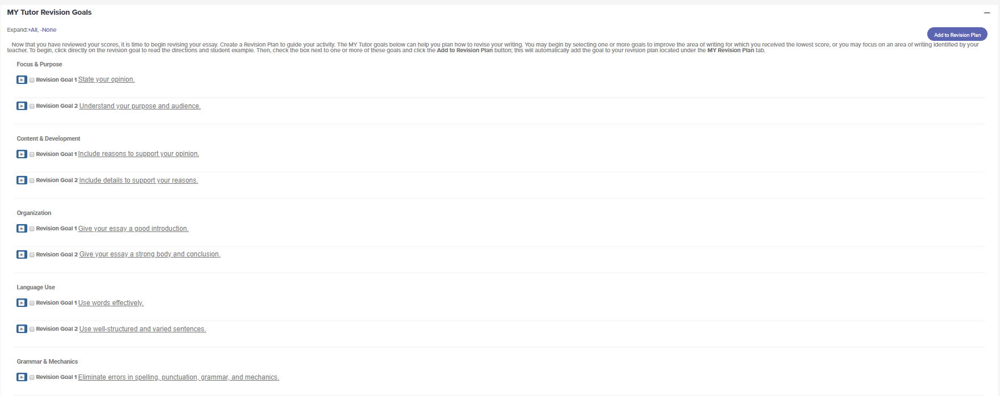 MY Tutor Revision Goals
Expand:+All, -None
Add to Revision Plan
Now that you have reviewed your scores, it is time to begin revising your essay. Create a Revision Plan to guide your activity. The MY Tutor goals below can help you plan how to revise your writing. You may begin by selecting one or more goals to improve the area of writing for which you received the lowest score, or you may focus on an area of writing identified by your
teacher. To begin, click directly on the revision goal to read the directions and student example. Then, check the box next to one or more of these goals and click the Add to Revision Plan button; this will automatically add the goal to your revision plan located under the MY Revision Plan tab.
Focus & Purpose
Revision Goal 1 State your opinion.
Revision Goal 2 Understand your purpose and audience.
Content & Development
Revision Goal 1 Include reasons to support your opinion.
Revision Goal 2 Include details to support your reasons.
Organization
Revision Goal 1 Give your essay a good introduction.
Revision Goal 2 Give your essay a strong body and conclusion.
Language Use
Revision Goal 1 Use words effectively.
Revision Goal 2 Use well-structured and varied sentences.
Grammar & Mechanics
Revision Goal 1 Eliminate errors in spelling, punctuation, grammar, and mechanics.